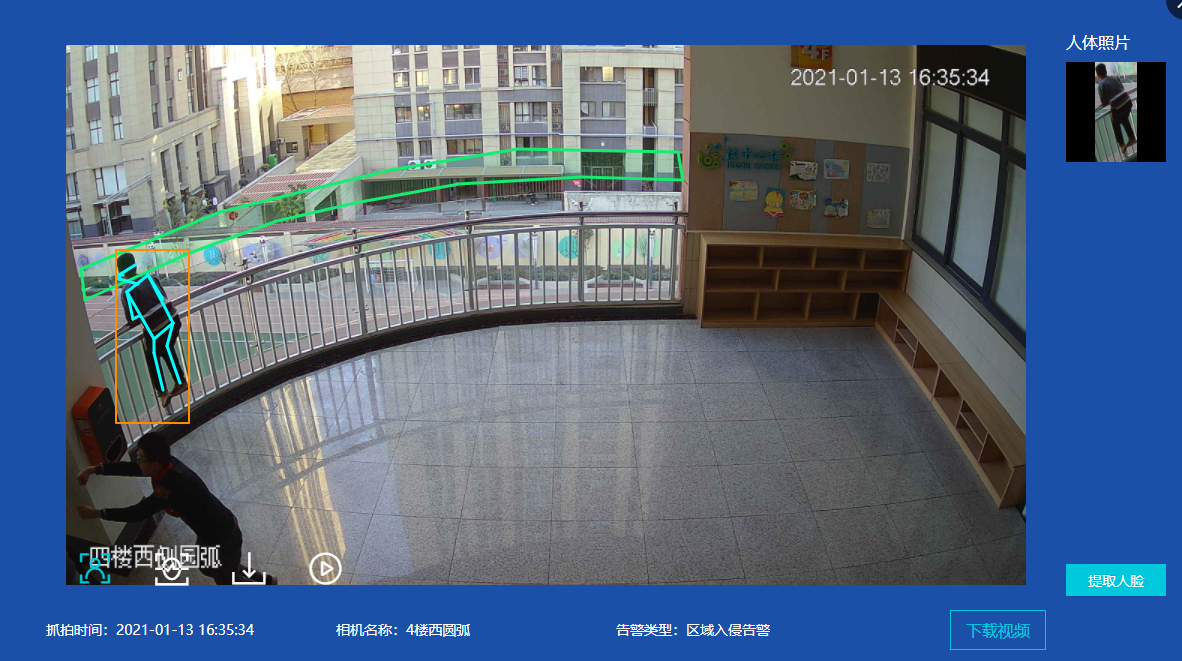 人体照片
2021-01-13 16:35:34
四楼西侧圆弧
提取人脸
抓拍时间：2021-01-13 16:35:34
相机名称：4楼西圆弧
告警类型：区域入侵告警
下载视频